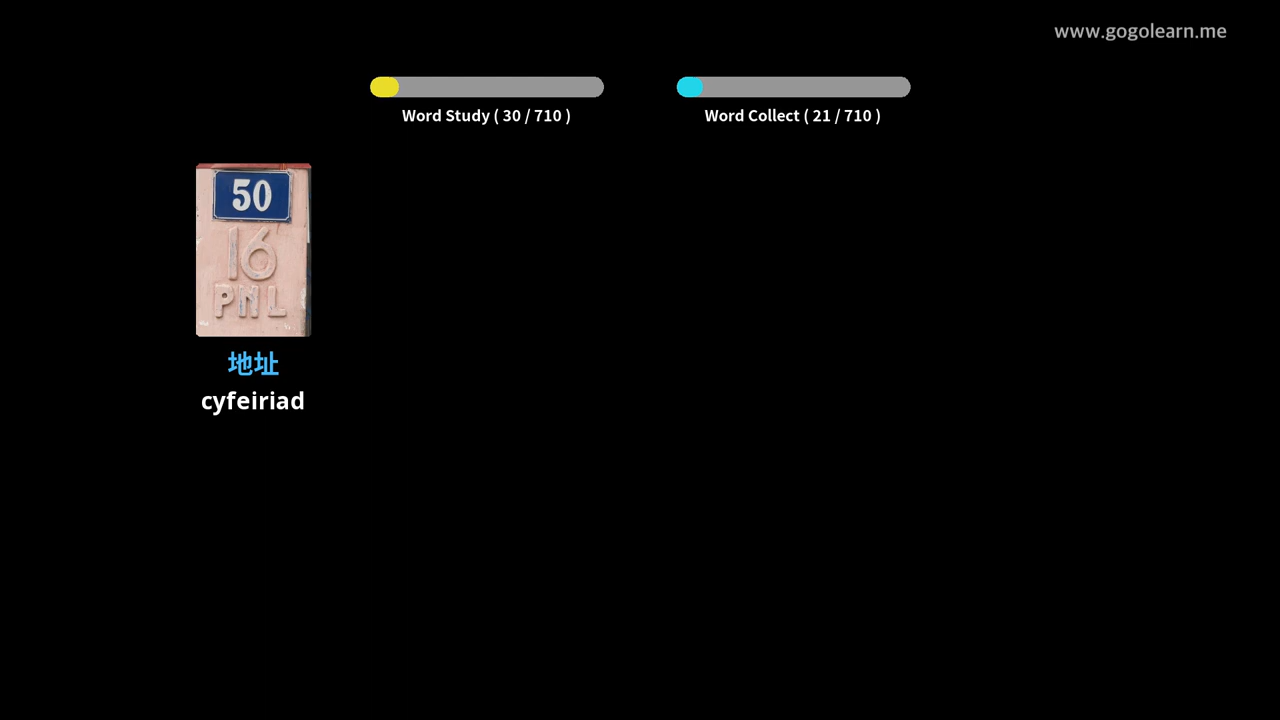 www.gogolearn.me
Word Study ( 30 / 710 )
Word Collect ( 21 / 710 )
50
16
PNL
地址
cyfeiriad